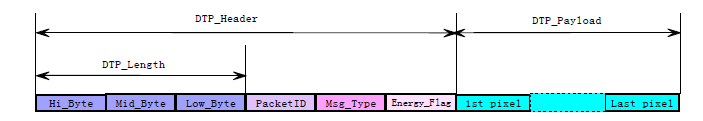 DTP_Header DTP_Payload
DTP_Length
Hi_Byte Mid_Byte Low_Byte PacketID Msg_Type Energy_Flag 1st pixel Last pixel